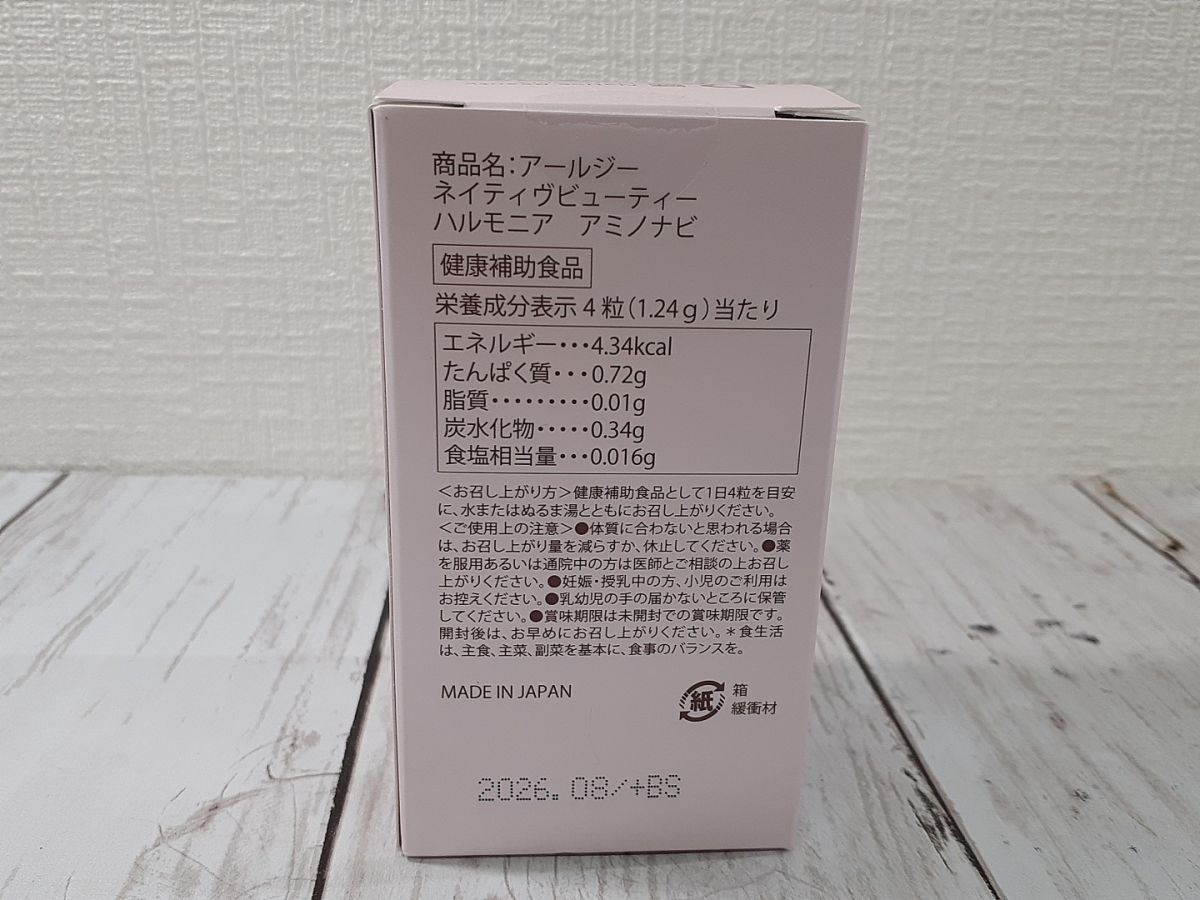 商品名：アールジー
ネイティヴビューティー
ハルモニア　アミノナビ
健康補助食品
栄養成分表示 4 粒（1.24ｇ）当たり
エネルギー・・・4.34kcal
たんぱく質・・・0.72g
脂質・・・・・・・・・0.01g
炭水化物・・・・・0.34g
食塩相当量・・・0.016g
＜お召し上がり方＞健康補助食品として1日4粒を目安
に、水またはぬるま湯とともにお召し上がりください。
＜ご使用上の注意＞●体質に合わないと思われる場合
は、お召し上がり量を減らすか、休止してください。●薬
を服用あるいは通院中の方は医師とご相談の上お召し
上がりください。●妊娠・授乳中の方、小児のご利用は
お控えください。●乳幼児の手の届かないところに保管
してください。●賞味期限は未開封での賞味期限です。
開封後は、お早めにお召し上がりください。＊食生活
は、主食、主菜、副菜を基本に、食事のバランスを。
MADE IN JAPAN
紙
箱
緩衝材
2026. 08/+BS